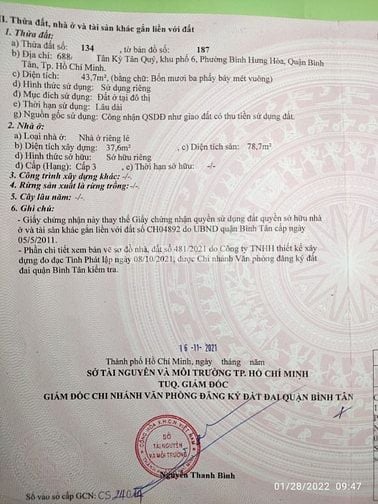 II. Thửa đất, nhà ở và tài sản khác gắn liền với đất
1. Thửa đất:
a) Thửa đất số: 134 , tờ bản đồ số: 187
b) Địa chỉ: 688 Tân Kỳ Tân Quý, khu phố 6, Phường Bình Hưng Hòa, Quận Bình
Tân, Tp. Hồ Chí Minh.
c) Diện tích: 43,7m², (bằng chữ: Bốn mươi ba phẩy bảy mét vuông)
d) Hình thức sử dụng: Sử dụng riêng
đ) Mục đích sử dụng: Đất ở tại đô thị
e) Thời hạn sử dụng: Lâu dài
g) Nguồn gốc sử dụng: Công nhận QSDĐ như giao đất có thu tiền sử dụng đất.
2. Nhà ở:
a) Loại nhà ở: Nhà ở riêng lẻ
b) Diện tích xây dựng: 37,6m² , c) Diện tích sàn: 78,7m²
d) Hình thức sở hữu: Sở hữu riêng
đ) Cấp (Hạng): Cấp 3 , e) Thời hạn sở hữu: -/-
3. Công trình xây dựng khác: -/-
4. Rừng sản xuất là rừng trồng: -/-
5. Cây lâu năm: -/-
6. Ghi chú:
- Giấy chứng nhận này thay thế Giấy chứng nhận quyền sử dụng đất quyền sở hữu nhà
ở và tài sản khác gắn liền với đất số CH04892 do UBND quận Bình Tân cấp ngày
05/5/2011.
- Phần chi tiết xem bản vẽ sơ đồ nhà, đất số 481/2021 do Công ty TNHH thiết kế xây
dựng đo đạc Tinh Phát lập ngày 08/10/2021, được Chi nhánh Văn phòng đăng ký đất
đai quận Bình Tân kiểm tra.
16 -11- 2021
Thành phố Hồ Chí Minh, ngày tháng năm
SỞ TÀI NGUYÊN VÀ MÔI TRƯỜNG TP. HỒ CHÍ MINH
TUQ. GIÁM ĐỐC
GIÁM ĐỐC CHI NHÁNH VĂN PHÒNG ĐĂNG KÝ ĐẤT ĐAI QUẬN BÌNH TÂN
SỞ
TÀI NGUYÊN
VÀ MÔI TRƯỜNG
Nguyễn Thanh Bình
Số vào sổ cấp GCN: CS
01/28/2022 09:47